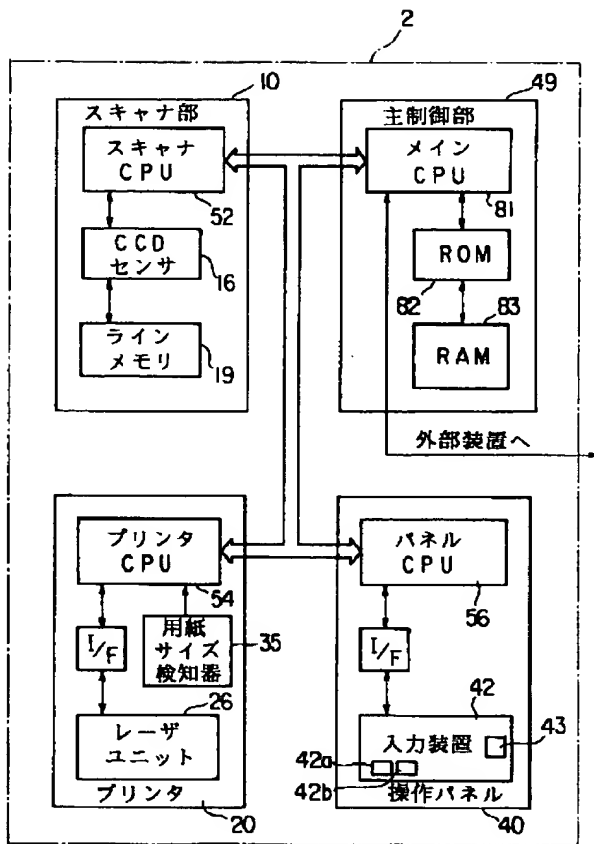 2
10
スキャナ部
スキャナ
CPU
52
CCD
センサ
16
ライン
メモリ
19
49
主制御部
メイン
CPU
81
ROM
82
83
RAM
外部装置へ
プリンタ
CPU
54
I/F
用紙
サイズ
検知器
35
26
レーザ
ユニット
プリンタ
20
パネル
CPU
56
I/F
42
入力装置
43
42a
42b
操作パネル
40